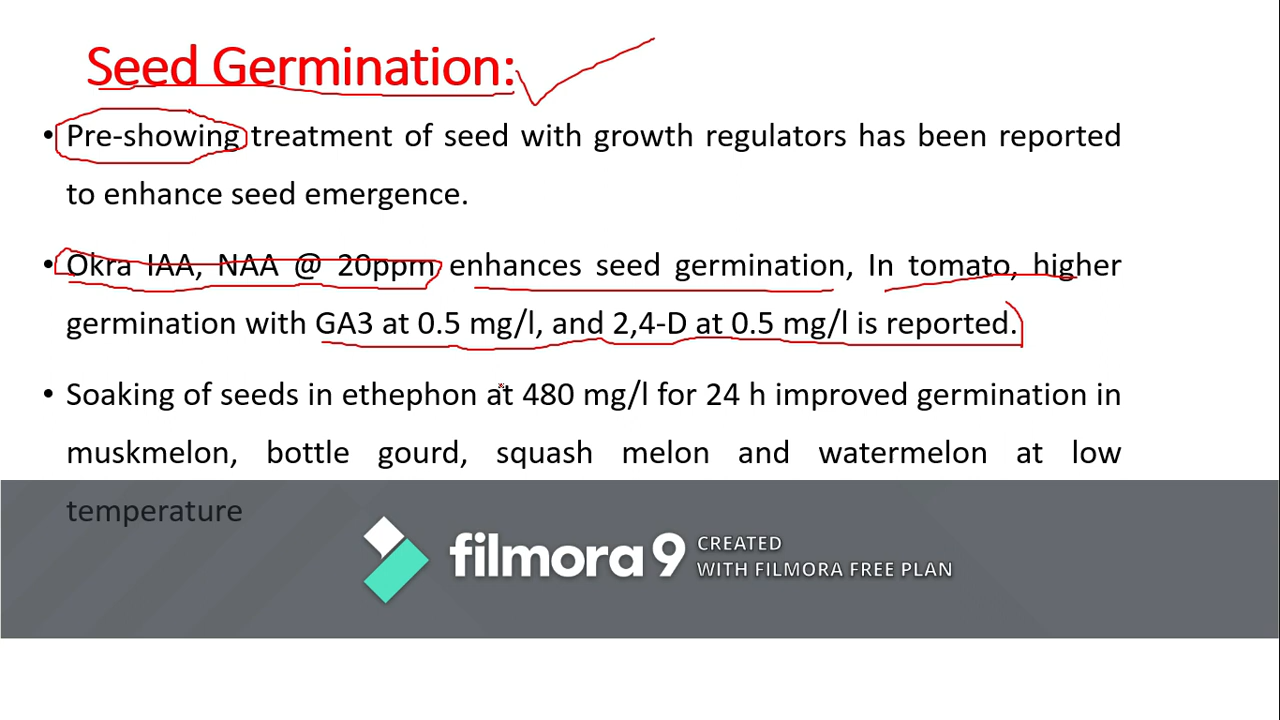 Seed Germination:
• Pre-showing treatment of seed with growth regulators has been reported
to enhance seed emergence.
• Okra IAA, NAA @ 20ppm enhances seed germination, In tomato, higher
germination with GA3 at 0.5 mg/l, and 2,4-D at 0.5 mg/l is reported.
• Soaking of seeds in ethephon at 480 mg/l for 24 h improved germination in
muskmelon, bottle gourd, squash melon and watermelon at low
temperature
filmora 9 CREATED
WITH FILMORA FREE PLAN